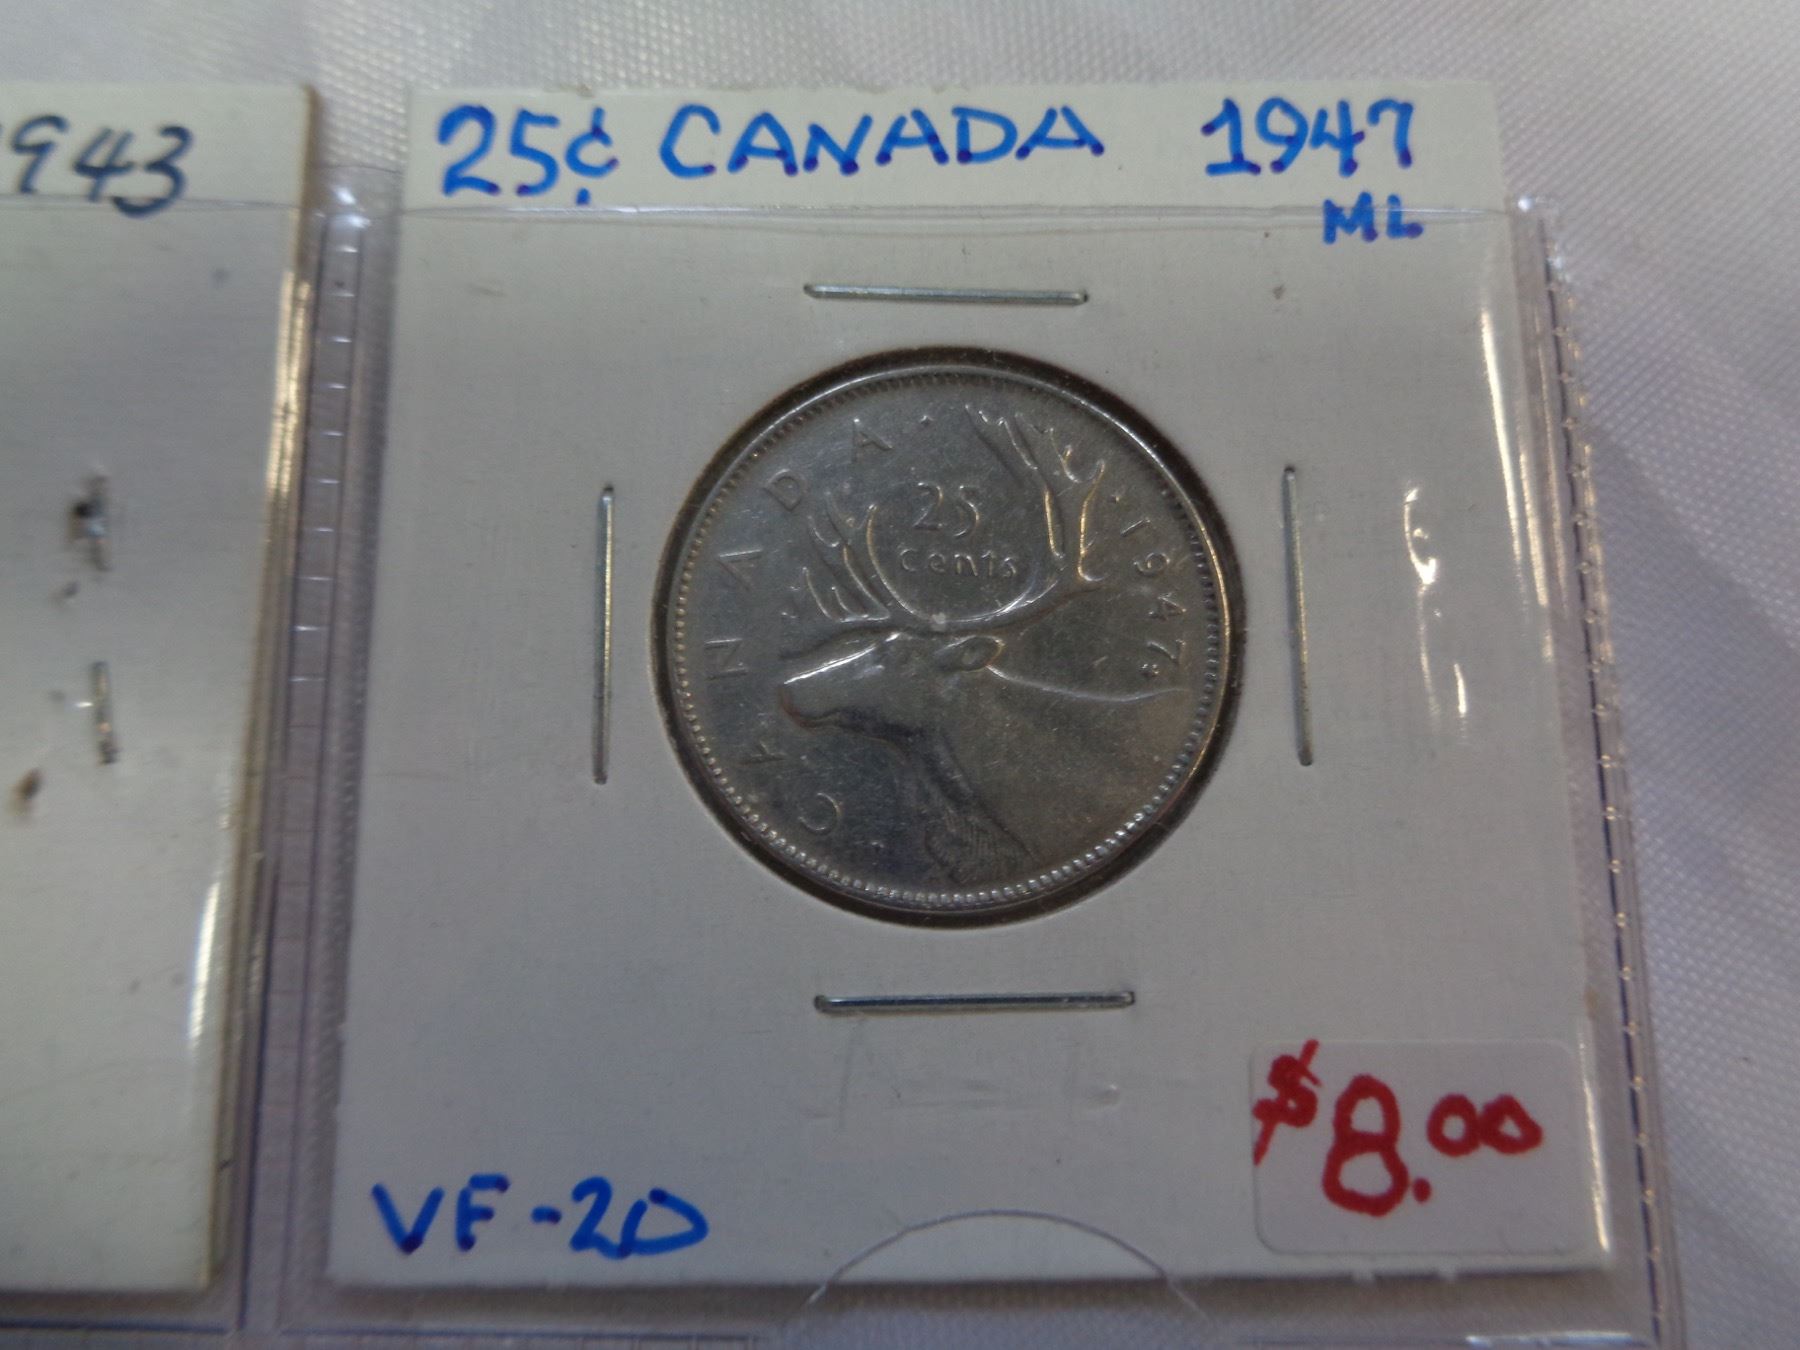 943
25¢ CANADA 1947
ML
CANADA · 1947
25
cents
VF-20
$8.00